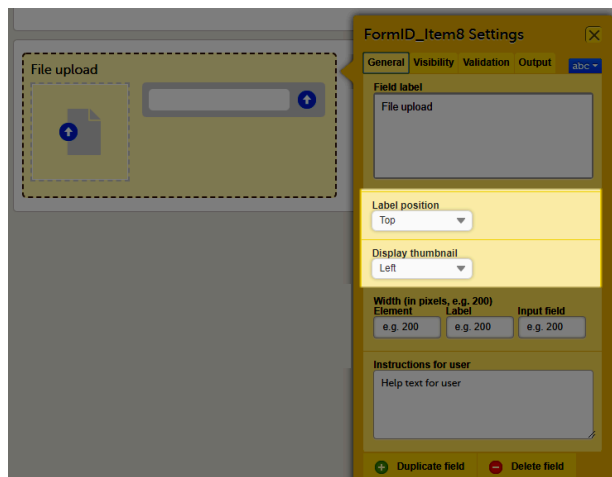 File upload
FormID_Item8 Settings
General Visibility Validation Output abc
Field label
File upload
Label position
Top
Display thumbnail
Left
Width (in pixels, e.g. 200)
Element Label Input field
e.g. 200 e.g. 200 e.g. 200
Instructions for user
Help text for user
Duplicate field Delete field